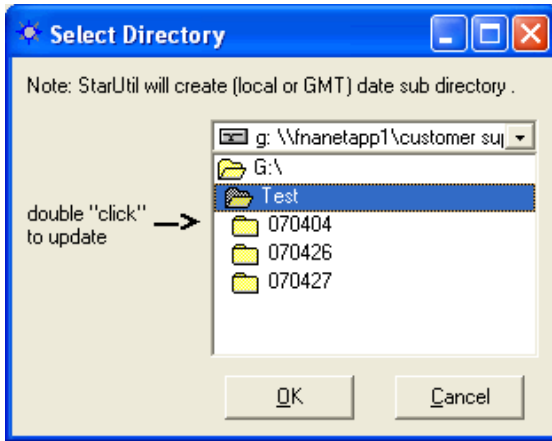 Select Directory
Note: StarUtil will create (local or GMT) date sub directory .
g: \\fnanetapp1\customer su
G:\
Test
double "click"
to update
070404
070426
070427
OK
Cancel